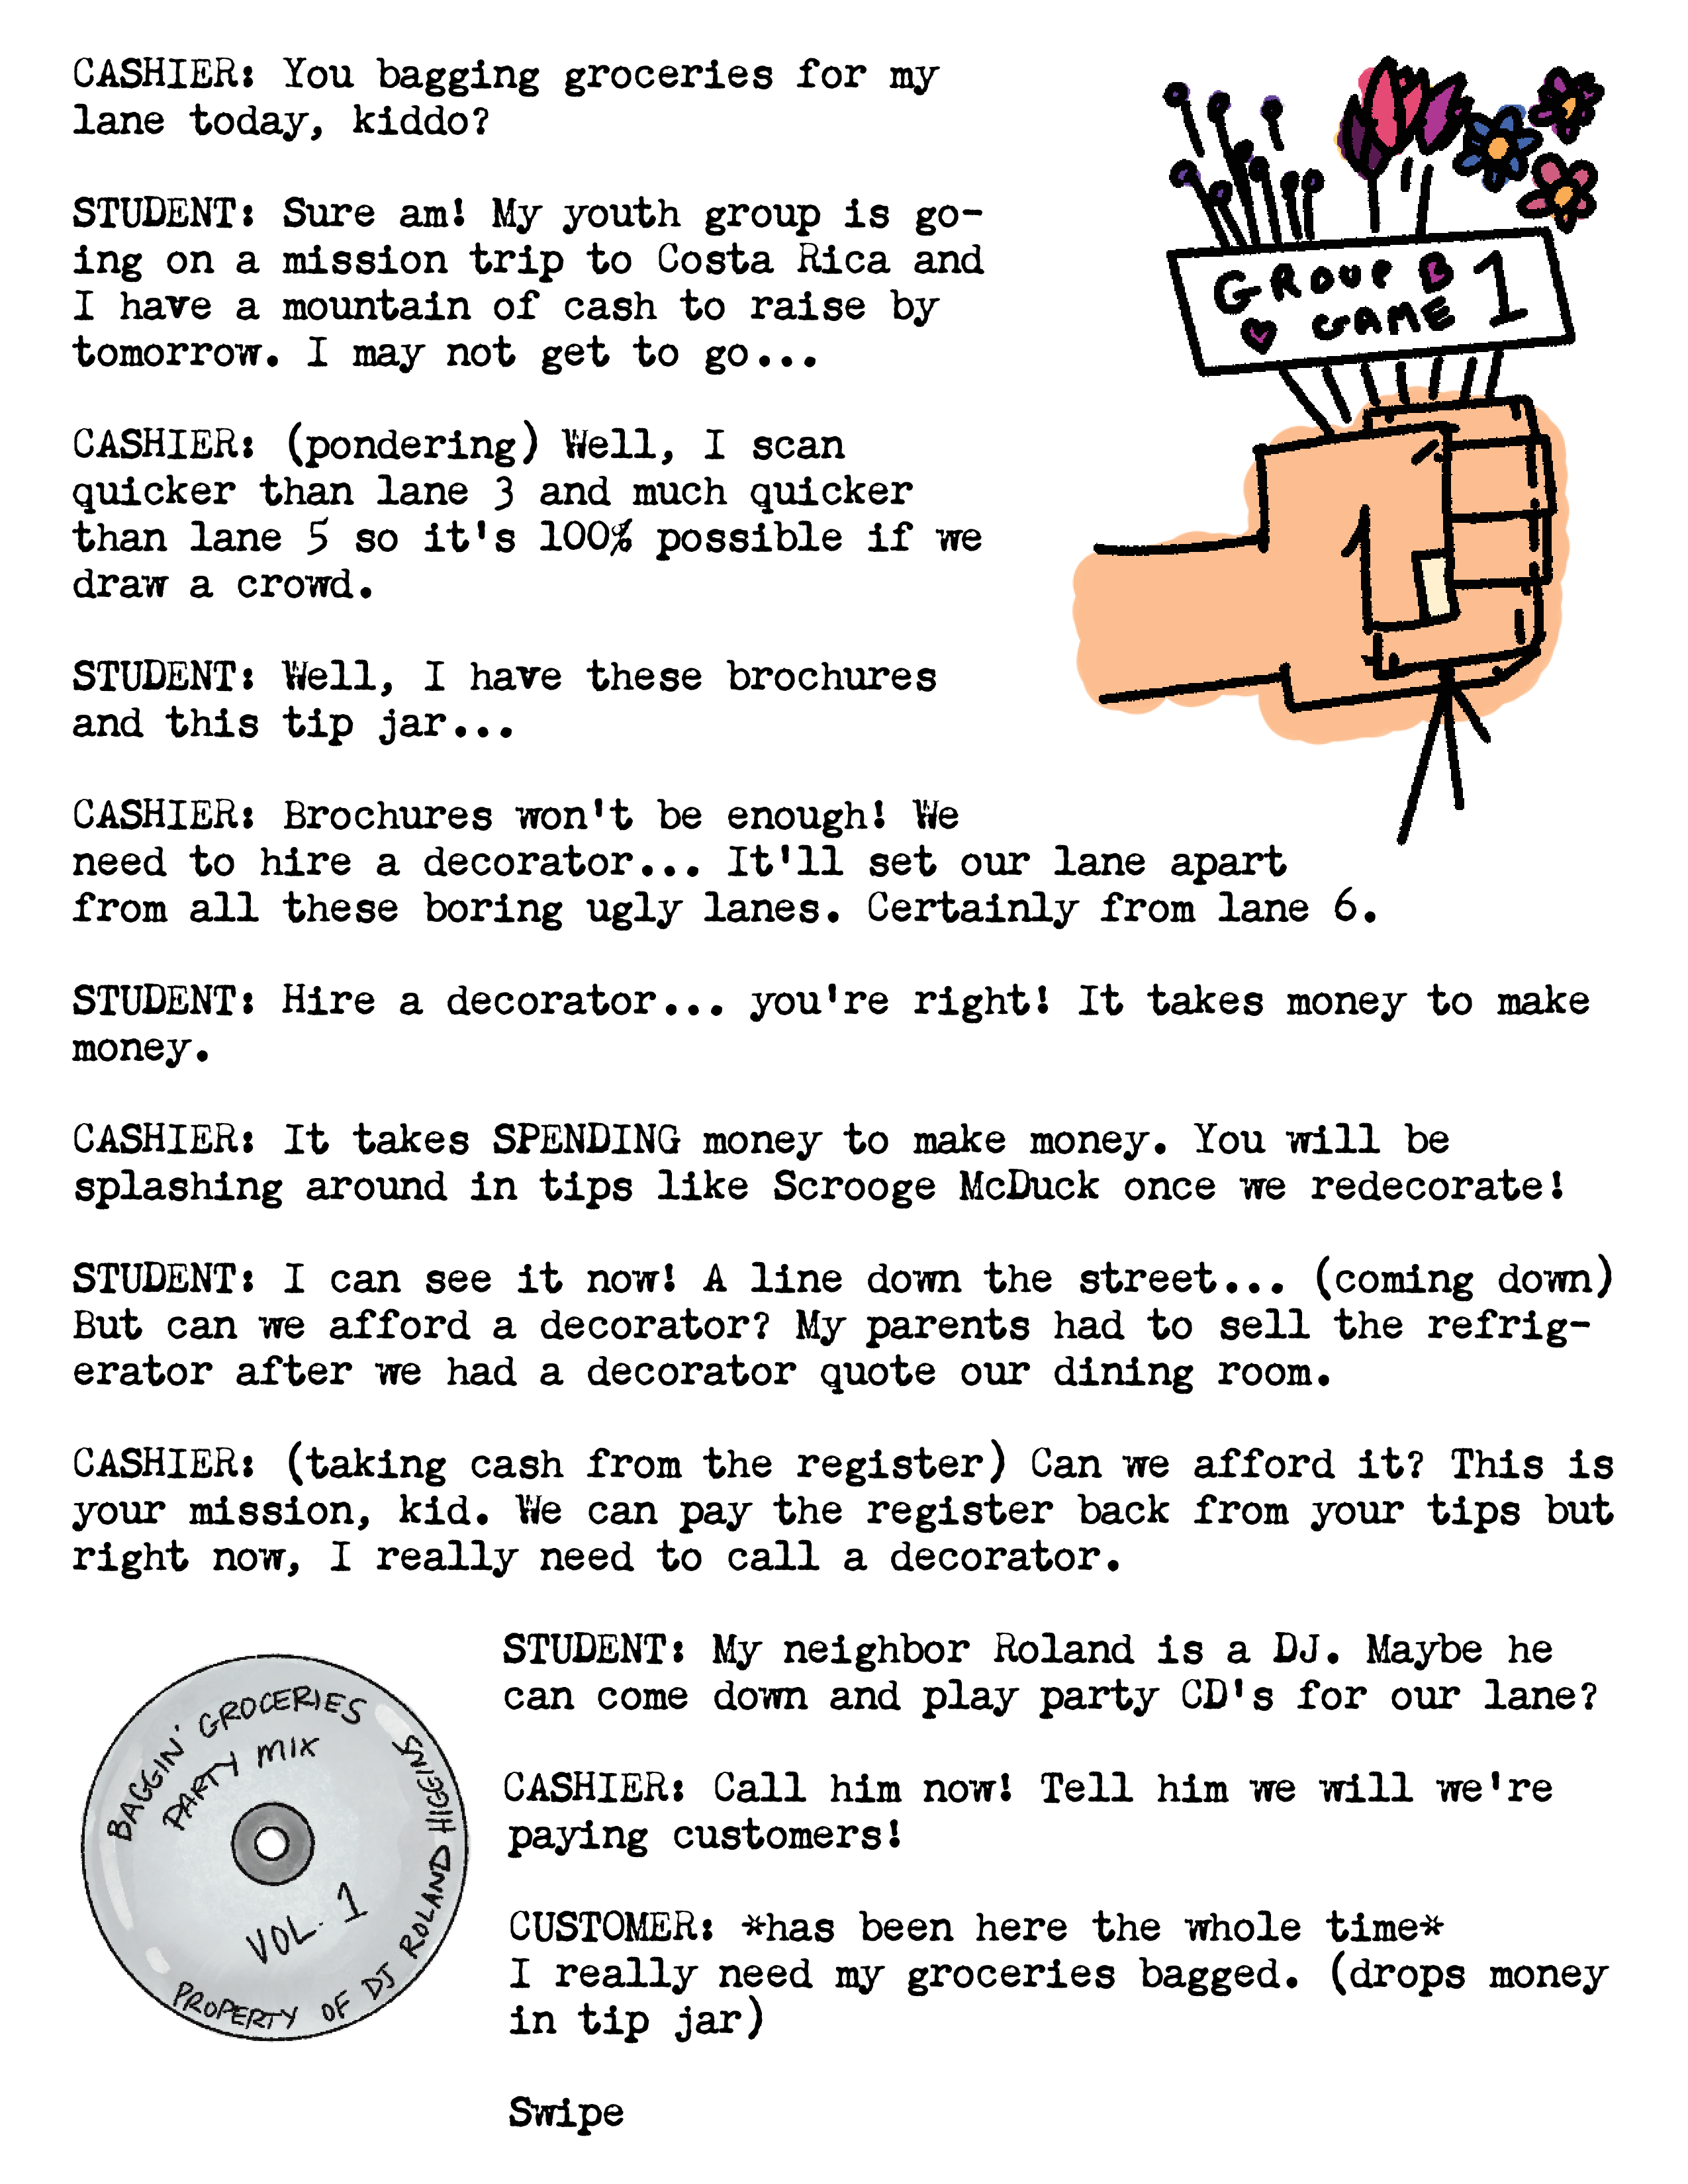 CASHIER: You bagging groceries for my
lane today, kiddo?
STUDENT: Sure am! My youth group is go-
ing on a mission trip to Costa Rica and
I have a mountain of cash to raise by
tomorrow. I may not get to go...
CASHIER: (pondering) Well, I scan
quicker than lane 3 and much quicker
than lane 5 so it's 100% possible if we
draw a crowd.
STUDENT: Well, I have these brochures
and this tip jar...
GROUP B
GAME 1
1
CASHIER: Brochures won't be enough! We
need to hire a decorator... It'll set our lane apart
from all these boring ugly lanes. Certainly from lane 6.
STUDENT: Hire a decorator... you're right! It takes money to make
money.
CASHIER: It takes SPENDING money to make money. You will be
splashing around in tips like Scrooge McDuck once we redecorate!
STUDENT: I can see it now! A line down the street... (coming down)
But can we afford a decorator? My parents had to sell the refrig-
erator after we had a decorator quote our dining room.
CASHIER: (taking cash from the register) Can we afford it? This is
your mission, kid. We can pay the register back from your tips but
right now, I really need to call a decorator.
BAGGIN' GROCERIES
PARTY MIX
VOL. 1
PROPERTY OF DJ ROLAND HIGGINS
STUDENT: My neighbor Roland is a DJ. Maybe he
can come down and play party CD's for our lane?
CASHIER: Call him now! Tell him we will we're
paying customers!
CUSTOMER: *has been here the whole time*
I really need my groceries bagged. (drops money
in tip jar)
Swipe